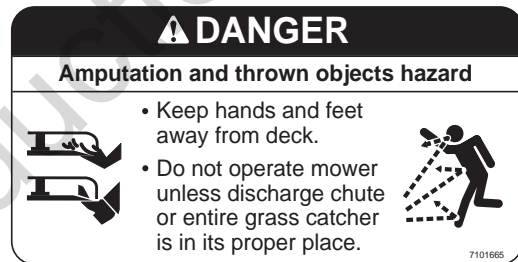 DANGER
Amputation and thrown objects hazard
• Keep hands and feet
away from deck.
• Do not operate mower
unless discharge chute
or entire grass catcher
is in its proper place.
7101665